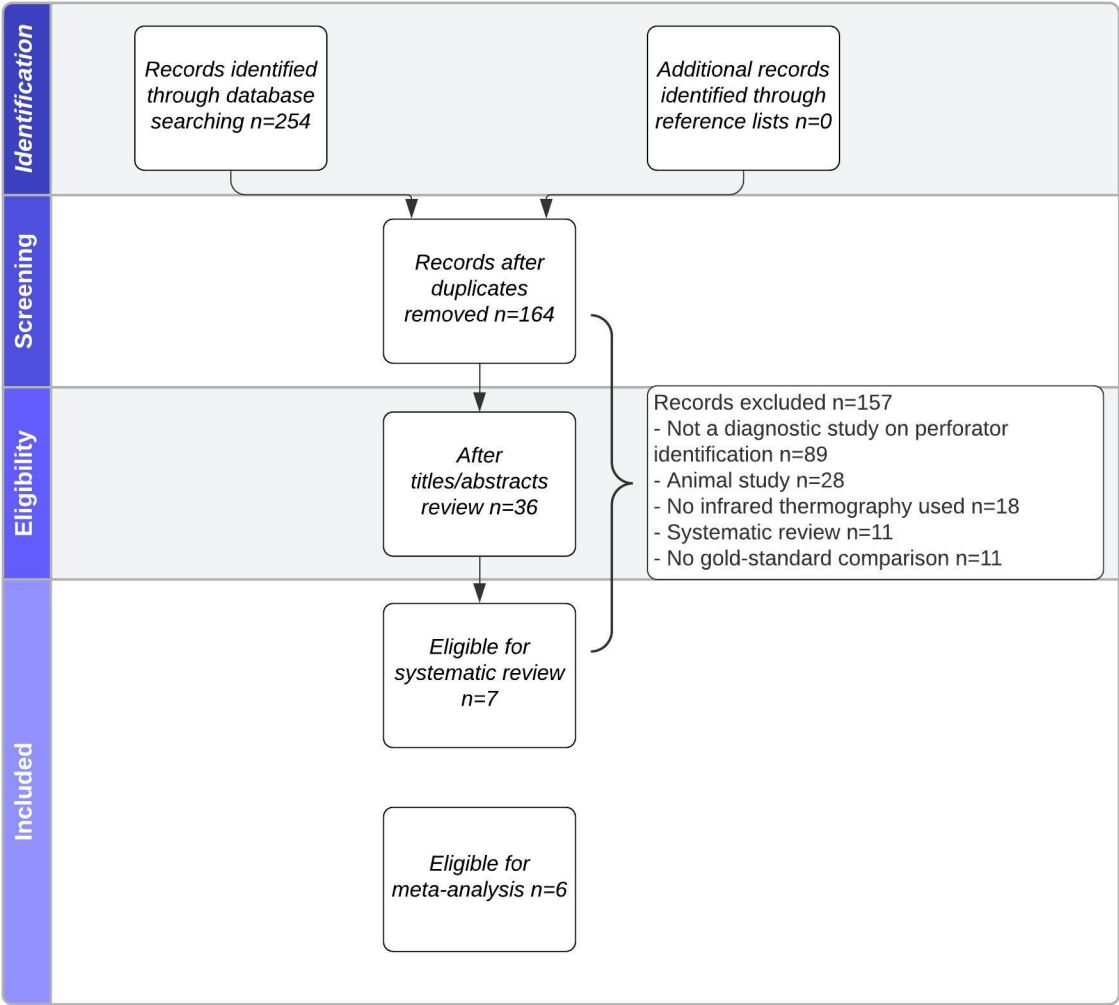 Identification
Records identified
through database
searching n=254
Additional records
identified through
reference lists n=0
Screening
Records after
duplicates
removed n=164
Eligibility
After
titles/abstracts
review n=36
Records excluded n=157
- Not a diagnostic study on perforator
identification n=89
- Animal study n=28
- No infrared thermography used n=18
- Systematic review n=11
- No gold-standard comparison n=11
Included
Eligible for
systematic review
n=7
Eligible for
meta-analysis n=6